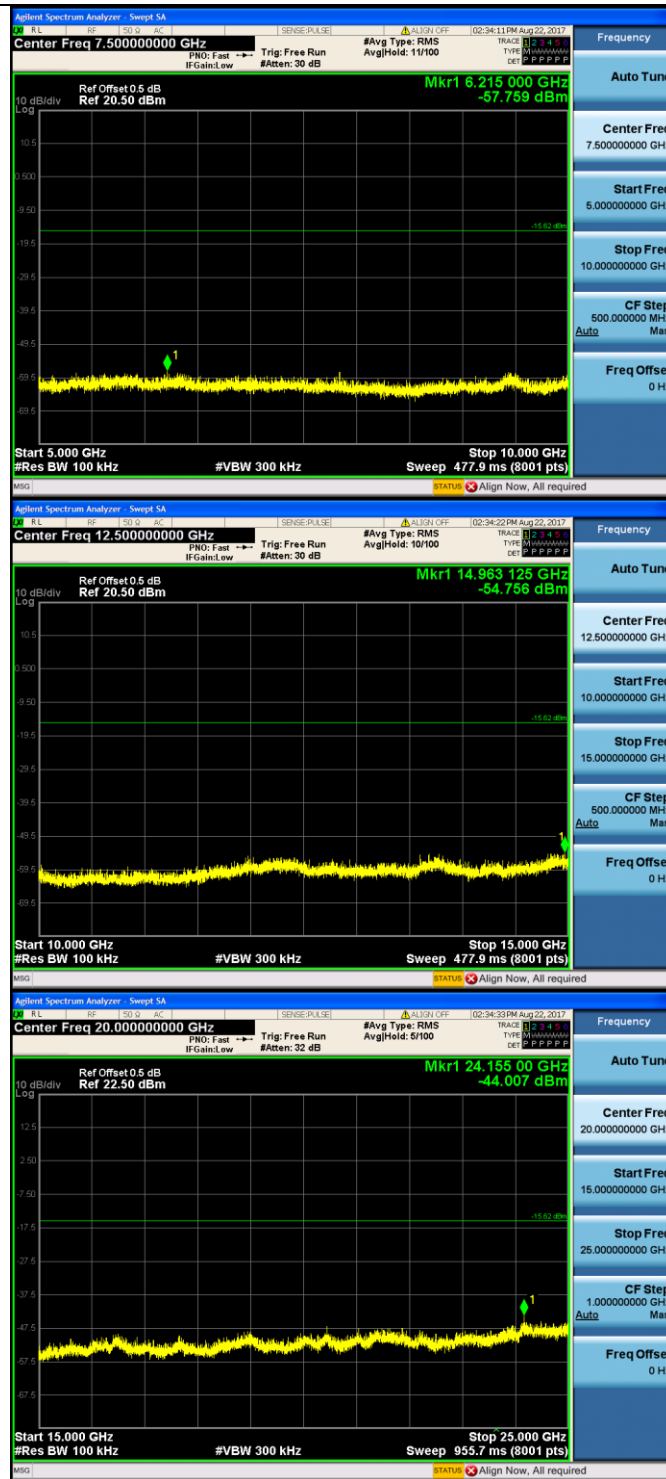 Agilent Spectrum Analyzer - Swept SA
RL RF 50 Ω AC SENSE:PULSE ALIGN OFF 02:34:11 PM Aug 22, 2017
Center Freq 7.500000000 GHz
PNO: Fast
IFGain:Low
Trig: Free Run
#Atten: 30 dB
#Avg Type: RMS
Avg|Hold: 11/100
TRACE 1 2 3 4 5 6
TYPE M
DET P P P P P P
Frequency
Auto Tune
Mkr1 6.215 000 GHz
-57.759 dBm
Ref Offset 0.5 dB
10 dB/div Ref 20.50 dBm
Log
10.5
0.500
-9.50
-15.62 dBm
-19.5
-29.5
-39.5
-49.5
1
-59.5
-69.5
Center Freq
7.500000000 GH
Start Freq
5.000000000 GH
Stop Freq
10.000000000 GH
CF Step
500.000000 MH
Auto Ma
Freq Offse
0 H
Start 5.000 GHz Stop 10.000 GHz
#Res BW 100 kHz #VBW 300 kHz Sweep 477.9 ms (8001 pts)
MSG STATUS Align Now, All required
Agilent Spectrum Analyzer - Swept SA
RL RF 50 Ω AC SENSE:PULSE ALIGN OFF 02:34:22 PM Aug 22, 2017
Center Freq 12.500000000 GHz
PNO: Fast
IFGain:Low
Trig: Free Run
#Atten: 30 dB
#Avg Type: RMS
Avg|Hold: 10/100
TRACE 1 2 3 4 5 6
TYPE M
DET P P P P P P
Frequency
Auto Tune
Mkr1 14.963 125 GHz
-54.756 dBm
Ref Offset 0.5 dB
10 dB/div Ref 20.50 dBm
Log
10.5
0.500
-9.50
-15.62 dBm
-19.5
-29.5
-39.5
-49.5
1
-59.5
-69.5
Center Freq
12.500000000 GH
Start Freq
10.000000000 GH
Stop Freq
15.000000000 GH
CF Step
500.000000 MH
Auto Ma
Freq Offse
0 H
Start 10.000 GHz Stop 15.000 GHz
#Res BW 100 kHz #VBW 300 kHz Sweep 477.9 ms (8001 pts)
MSG STATUS Align Now, All required
Agilent Spectrum Analyzer - Swept SA
RL RF 50 Ω AC SENSE:PULSE ALIGN OFF 02:34:33 PM Aug 22, 2017
Center Freq 20.000000000 GHz
PNO: Fast
IFGain:Low
Trig: Free Run
#Atten: 32 dB
#Avg Type: RMS
Avg|Hold: 5/100
TRACE 1 2 3 4 5 6
TYPE M
DET P P P P P P
Frequency
Auto Tune
Mkr1 24.155 00 GHz
-44.007 dBm
Ref Offset 0.5 dB
10 dB/div Ref 22.50 dBm
Log
12.5
2.50
-7.50
-15.62 dBm
-17.5
-27.5
-37.5
1
-47.5
-57.5
-67.5
Center Freq
20.000000000 GH
Start Freq
15.000000000 GH
Stop Freq
25.000000000 GH
CF Step
1.000000000 GH
Auto Ma
Freq Offse
0 H
Start 15.000 GHz Stop 25.000 GHz
#Res BW 100 kHz #VBW 300 kHz Sweep 955.7 ms (8001 pts)
MSG STATUS Align Now, All required